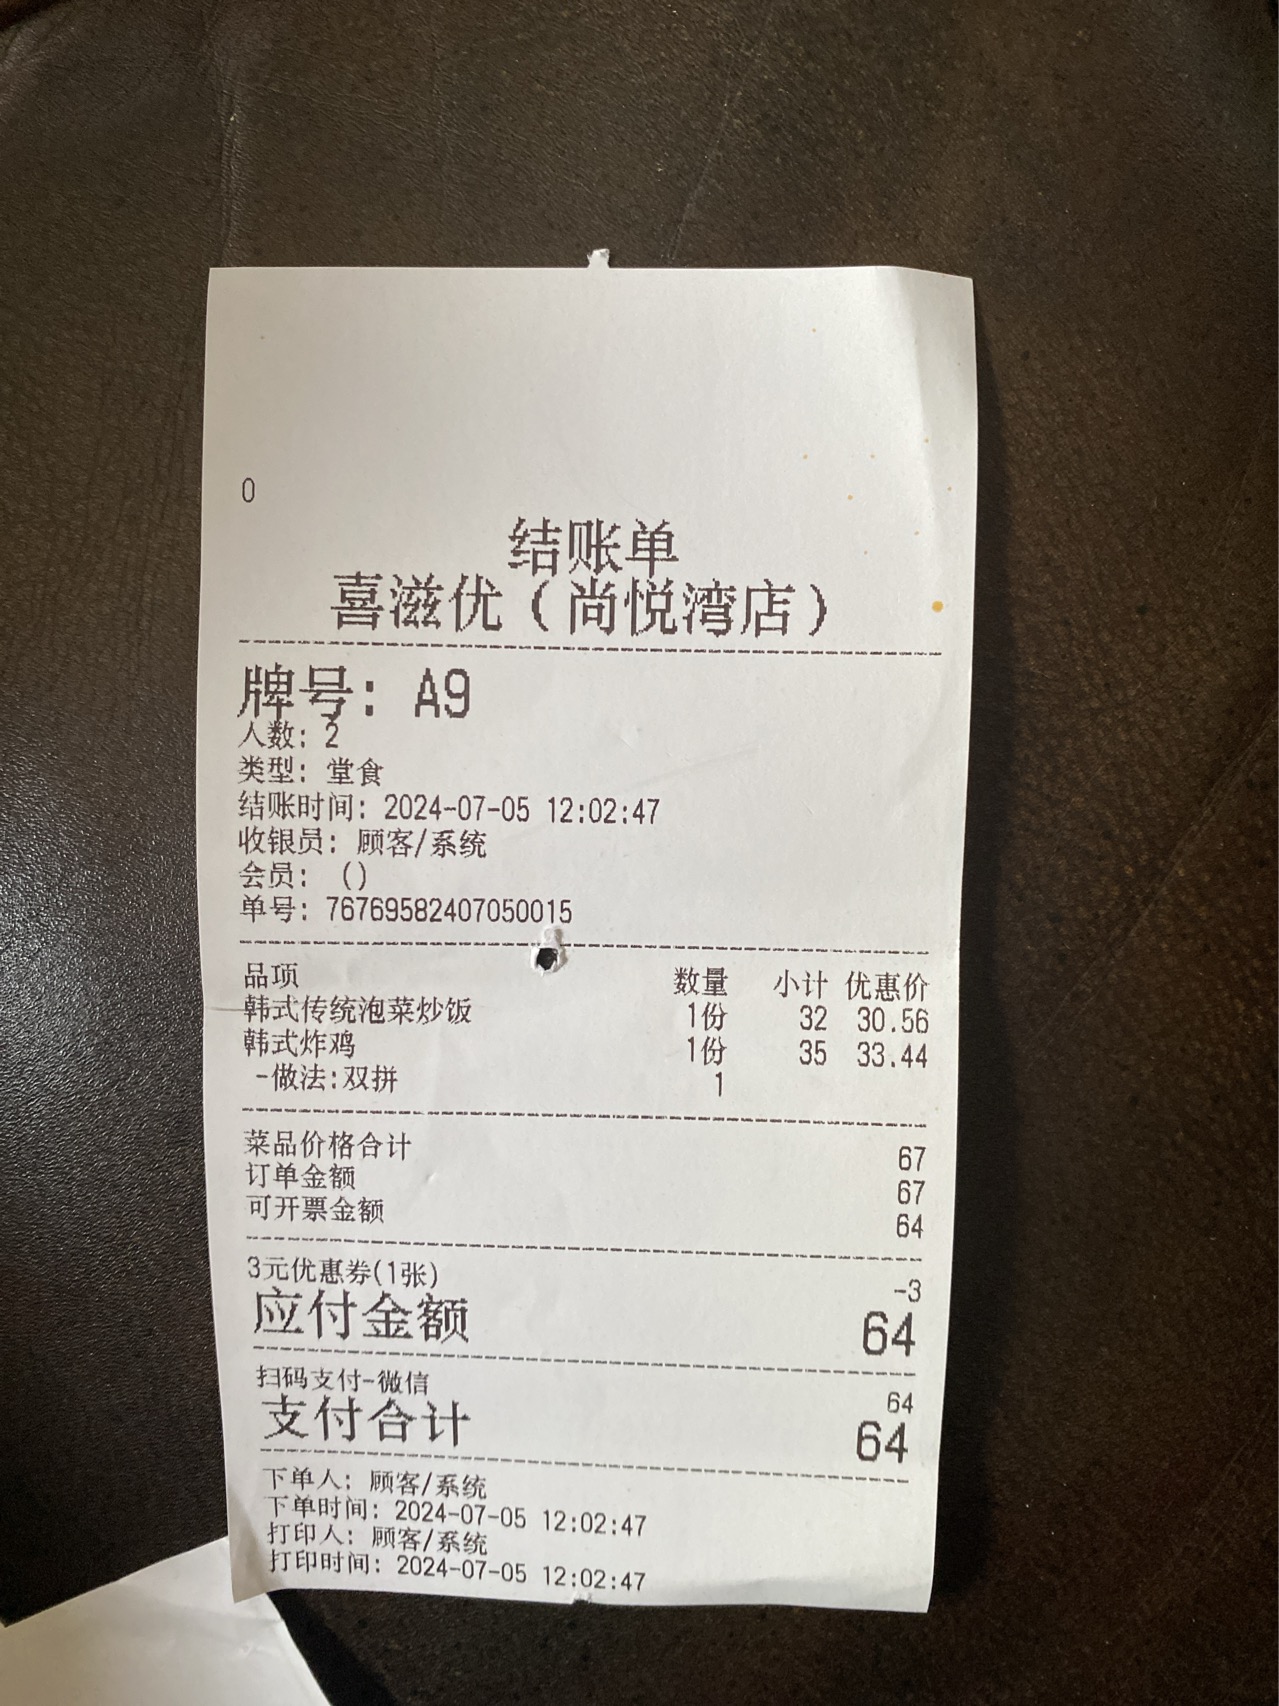 0
结账单
喜滋优（尚悦湾店）
牌号: A9
人数: 2
类型: 堂食
结账时间: 2024-07-05 12:02:47
收银员: 顾客/系统
会员: ()
单号: 76769582407050015
品项 数量 小计 优惠价
韩式传统泡菜炒饭 1份 32 30.56
韩式炸鸡 1份 35 33.44
-做法:双拼 1
菜品价格合计 67
订单金额 67
可开票金额 64
3元优惠券(1张) -3
应付金额 64
扫码支付-微信 64
支付合计 64
下单人: 顾客/系统
下单时间: 2024-07-05 12:02:47
打印人: 顾客/系统
打印时间: 2024-07-05 12:02:47